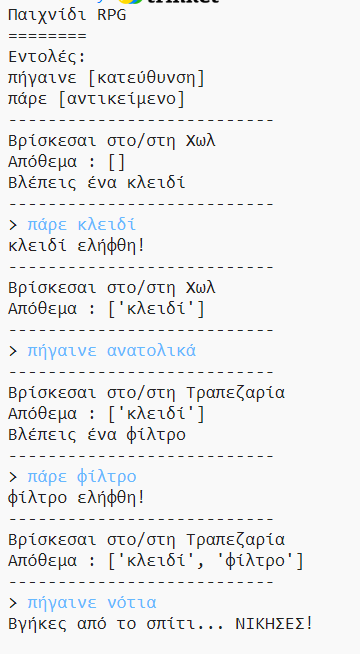 trinket
Παιχνίδι RPG
========
Εντολές:
πήγαινε [κατεύθυνση]
πάρε [αντικείμενο]
---------------------------
Βρίσκεσαι στο/στη Χωλ
Απόθεμα : []
Βλέπεις ένα κλειδί
---------------------------
> πάρε κλειδί
κλειδί ελήφθη!
---------------------------
Βρίσκεσαι στο/στη Χωλ
Απόθεμα : ['κλειδί']
---------------------------
> πήγαινε ανατολικά
---------------------------
Βρίσκεσαι στο/στη Τραπεζαρία
Απόθεμα : ['κλειδί']
Βλέπεις ένα φίλτρο
---------------------------
> πάρε φίλτρο
φίλτρο ελήφθη!
---------------------------
Βρίσκεσαι στο/στη Τραπεζαρία
Απόθεμα : ['κλειδί', 'φίλτρο']
---------------------------
> πήγαινε νότια
Βγήκες από το σπίτι... ΝΙΚΗΣΕΣ!